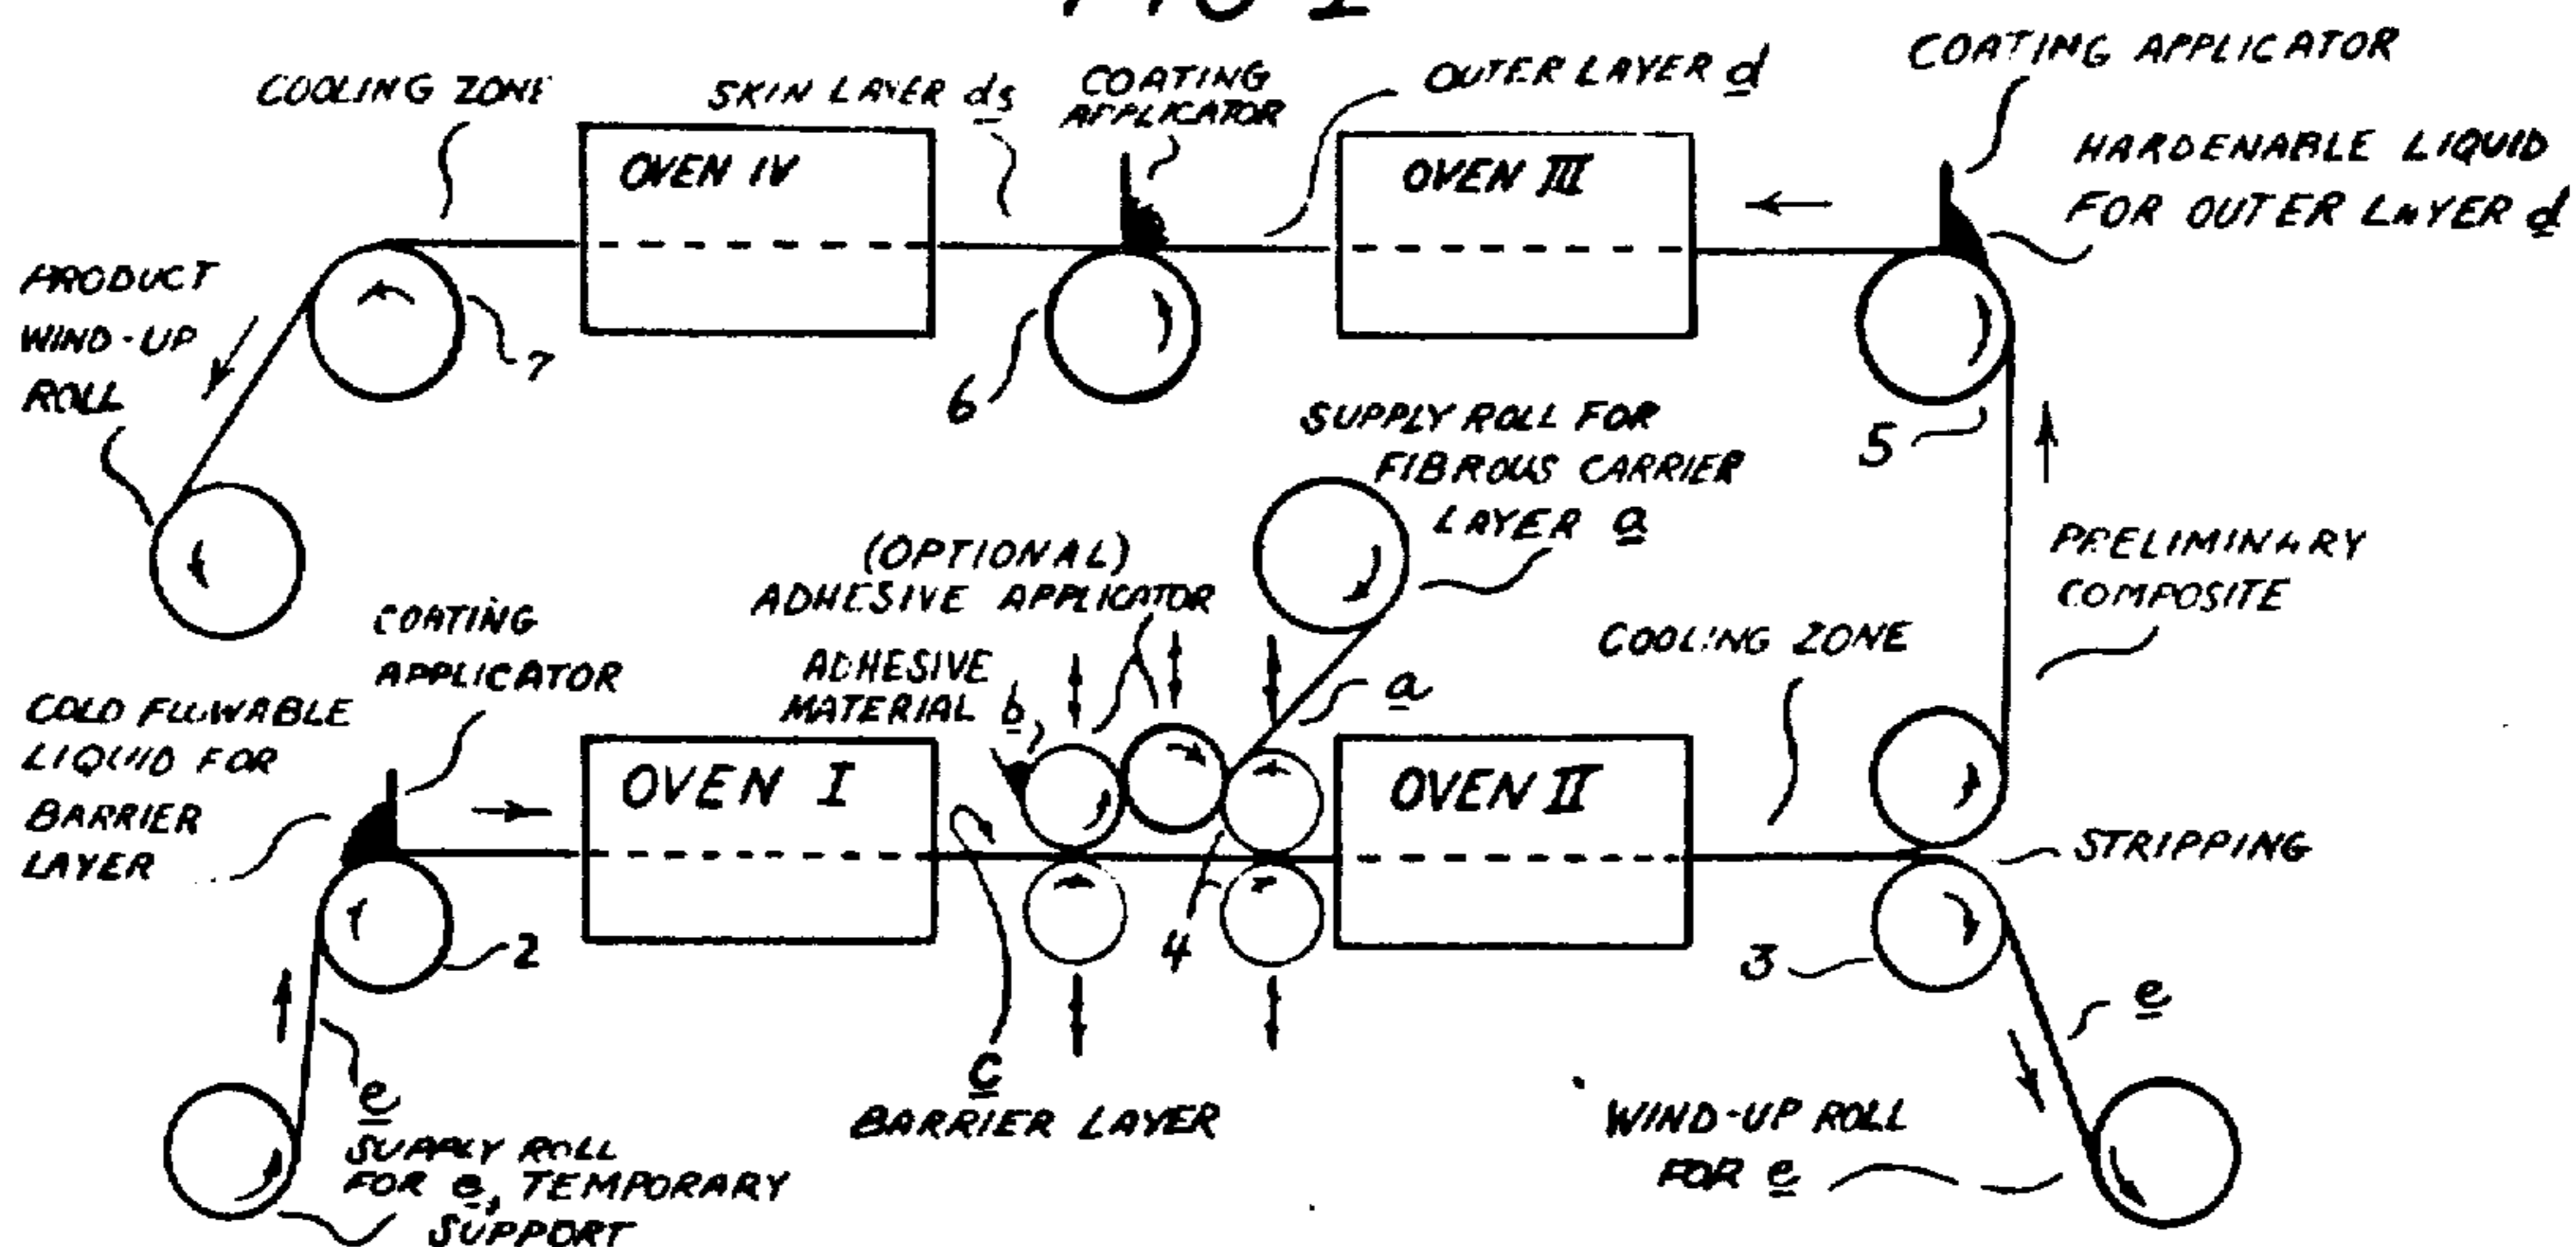 FIG 1
COOLING ZONE
SKIN LAYER ds
COATING
APPLICATOR
OUTER LAYER d
COATING APPLICATOR
HARDENABLE LIQUID
FOR OUTER LAYER d
OVEN IV
OVEN III
PRODUCT
WIND-UP
ROLL
7
6
5
SUPPLY ROLL FOR
FIBROUS CARRIER
LAYER a
(OPTIONAL)
ADHESIVE APPLICATOR
PRELIMINARY
COMPOSITE
COATING
APPLICATOR
ADHESIVE
MATERIAL b
a
COOLING ZONE
COLD FLOWABLE
LIQUID FOR
BARRIER
LAYER
OVEN I
OVEN II
STRIPPING
2
4
3
e
e
C
BARRIER LAYER
SUPPLY ROLL
FOR e, TEMPORARY
SUPPORT
WIND-UP ROLL
FOR e